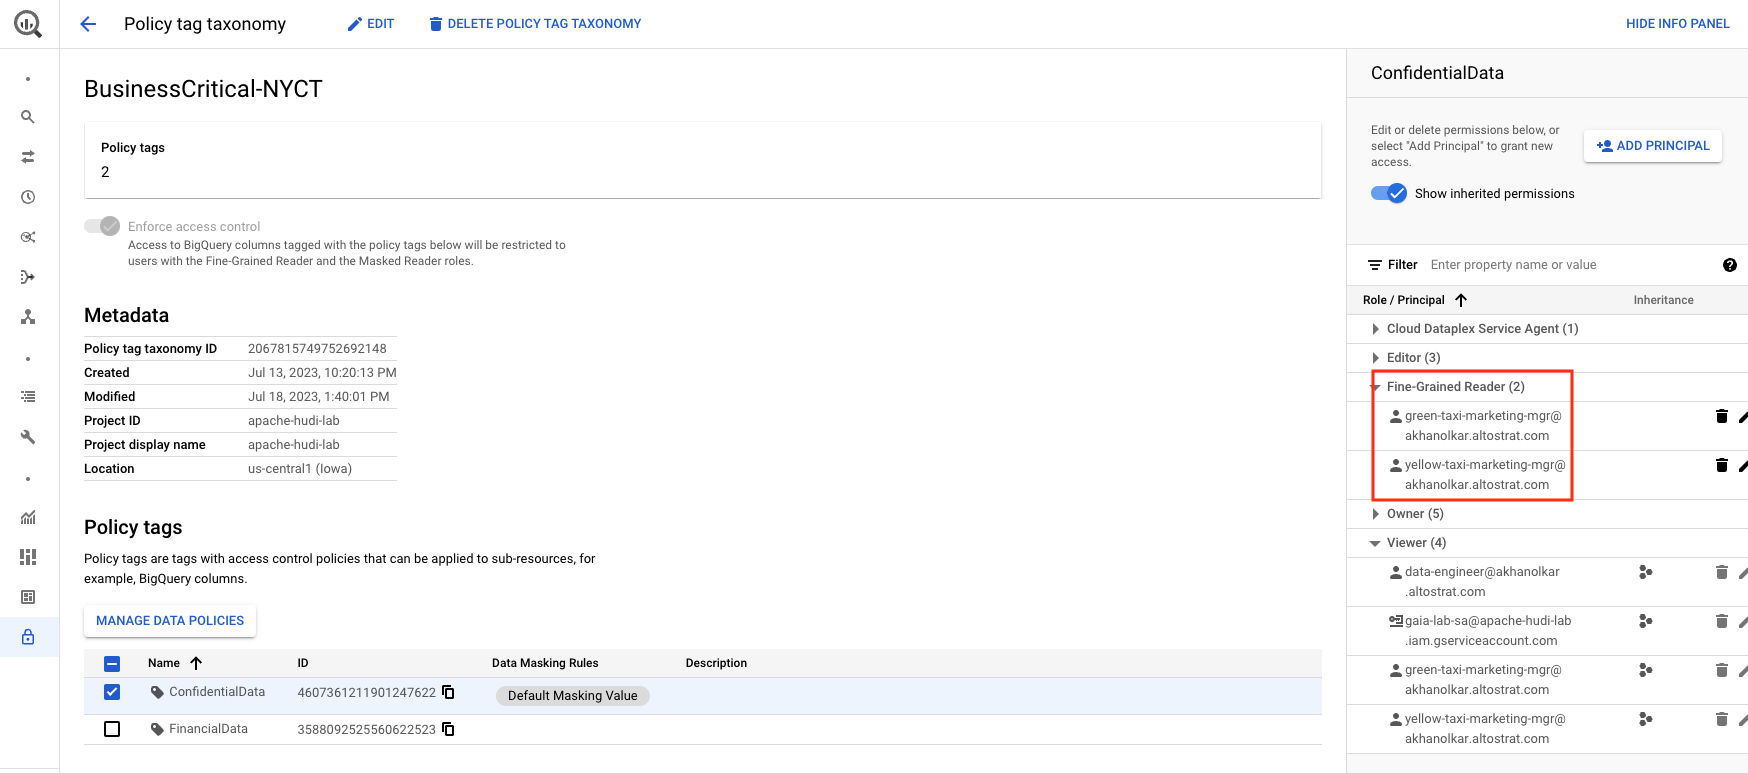 Policy tag taxonomy
EDIT
DELETE POLICY TAG TAXONOMY
HIDE INFO PANEL
BusinessCritical-NYCT
Policy tags
2
Enforce access control
Access to BigQuery columns tagged with the policy tags below will be restricted to
users with the Fine-Grained Reader and the Masked Reader roles.
Metadata
Policy tag taxonomy ID 2067815749752692148
Created Jul 13, 2023, 10:20:13 PM
Modified Jul 18, 2023, 1:40:01 PM
Project ID apache-hudi-lab
Project display name apache-hudi-lab
Location us-central1 (Iowa)
Policy tags
Policy tags are tags with access control policies that can be applied to sub-resources, for
example, BigQuery columns.
MANAGE DATA POLICIES
Name ID Data Masking Rules Description
ConfidentialData 4607361211901247622 Default Masking Value
FinancialData 3588092525560622523
ConfidentialData
Edit or delete permissions below, or
select "Add Principal" to grant new
access.
ADD PRINCIPAL
Show inherited permissions
Filter Enter property name or value
Role / Principal Inheritance
Cloud Dataplex Service Agent (1)
Editor (3)
Fine-Grained Reader (2)
green-taxi-marketing-mgr@
akhanolkar.altostrat.com
yellow-taxi-marketing-mgr@
akhanolkar.altostrat.com
Owner (5)
Viewer (4)
data-engineer@akhanolkar
.altostrat.com
gaia-lab-sa@apache-hudi-lab
.iam.gserviceaccount.com
green-taxi-marketing-mgr@
akhanolkar.altostrat.com
yellow-taxi-marketing-mgr@
akhanolkar.altostrat.com